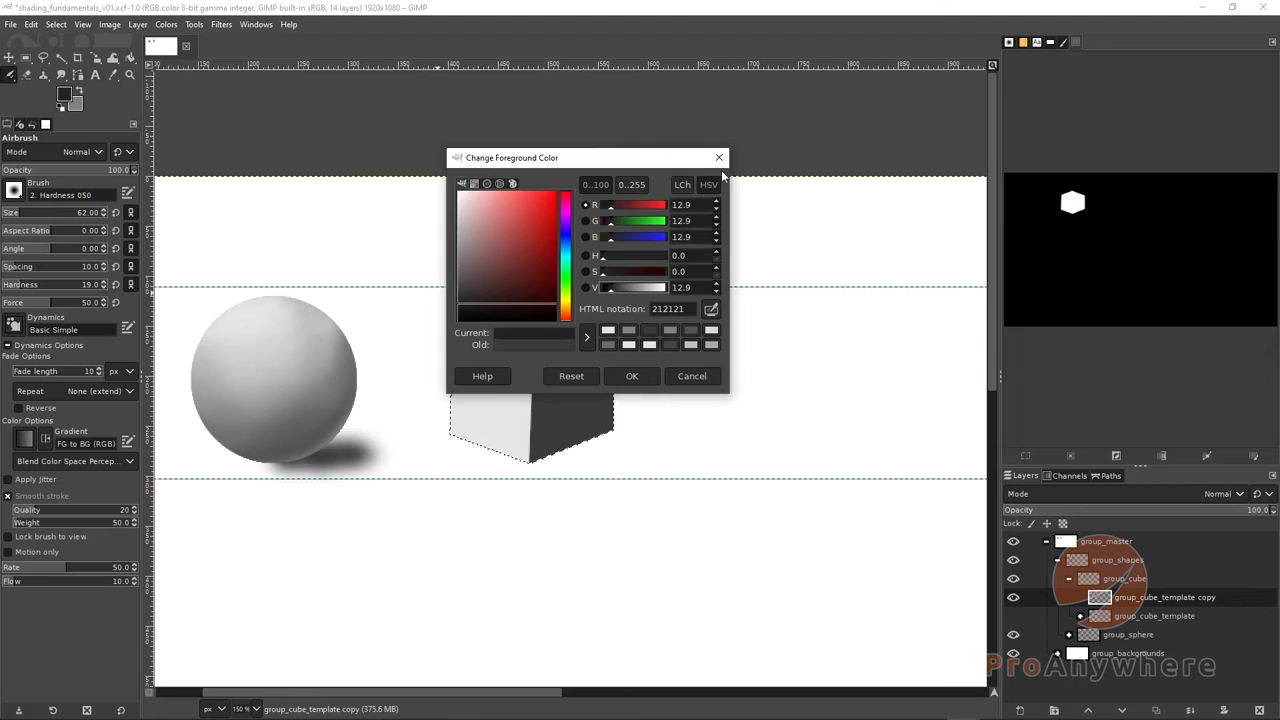 *shading_fundamentals_v01.xcf-1.0 (RGB color 8-bit gamma integer, GIMP built-in sRGB, 14 layers) 1920x1080 – GIMP
File Edit Select View Image Layer Colors Tools Filters Windows Help
Airbrush
Mode Normal
Opacity 100.0
Brush
2. Hardness 050
Size 62.00
Aspect Ratio 0.00
Angle 0.00
Spacing 10.0
Hardness 19.0
Force 50.0
Dynamics
Basic Simple
Dynamics Options
Fade Options
Fade length 10 px
Repeat None (extend)
Reverse
Color Options
Gradient
FG to BG (RGB)
Blend Color Space Percep...
Apply Jitter
Smooth stroke
Quality 20
Weight 50.0
Lock brush to view
Motion only
Rate 50.0
Flow 10.0
Change Foreground Color
0..100 0..255 LCh HSV
R 12.9
G 12.9
B 12.9
H 0.0
S 0.0
V 12.9
HTML notation: 212121
Current:
Old:
Help Reset OK Cancel
px 150 % group_cube_template copy (375.6 MB)
Layers Channels Paths
Mode Normal
Opacity 100.0
Lock:
group_master
group_shapes
group_cube
group_cube_template copy
group_cube_template
group_sphere
group_backgrounds
ProAnywhere